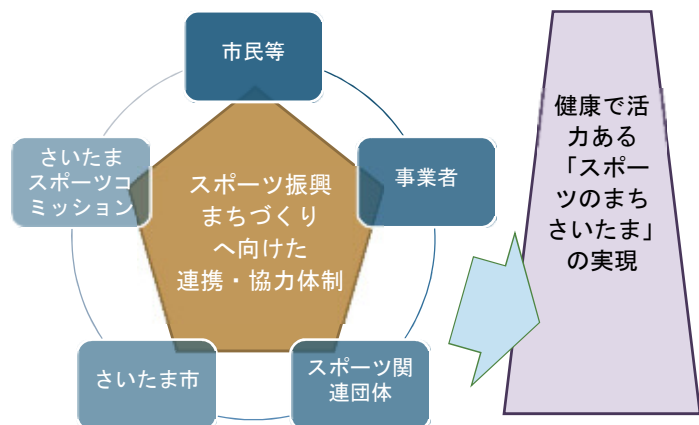 市民等
さいたま
スポーツコ
ミッション
事業者
スポーツ振興
まちづくり
へ向けた
連携・協力体制
さいたま市
スポーツ関
連団体
健康で活
力ある
「スポー
ツのまち
さいたま」
の実現